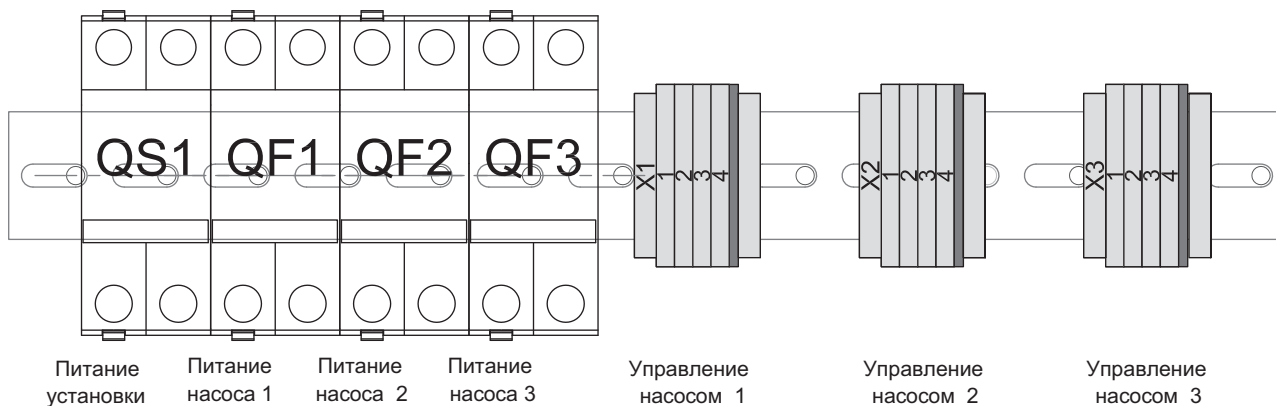 QS1 QF1 QF2 QF3
X1 1 2 3 4
X2 1 2 3 4
X3 1 2 3 4
Питание
установки
Питание
насоса 1
Питание
насоса 2
Питание
насоса 3
Управление
насосом 1
Управление
насосом 2
Управление
насосом 3